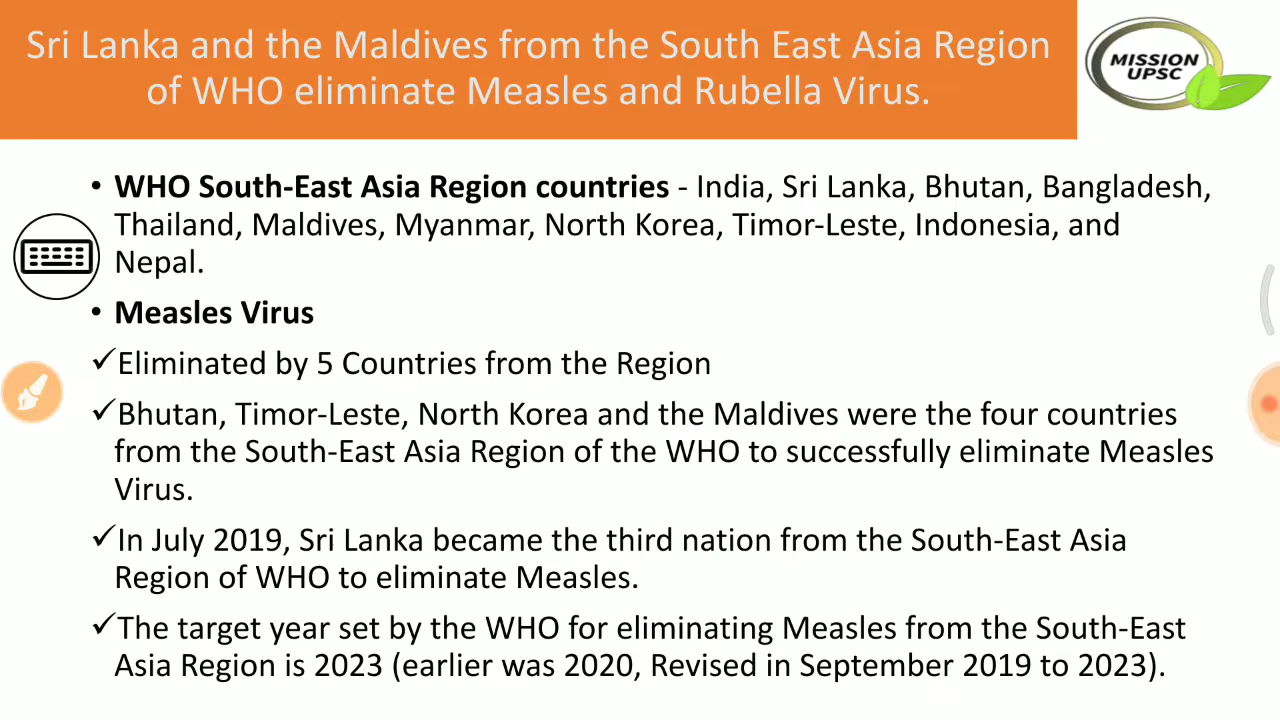 Sri Lanka and the Maldives from the South East Asia Region
of WHO eliminate Measles and Rubella Virus.
MISSION
UPSC
• WHO South-East Asia Region countries - India, Sri Lanka, Bhutan, Bangladesh,
Thailand, Maldives, Myanmar, North Korea, Timor-Leste, Indonesia, and
Nepal.
• Measles Virus
✓Eliminated by 5 Countries from the Region
✓Bhutan, Timor-Leste, North Korea and the Maldives were the four countries
from the South-East Asia Region of the WHO to successfully eliminate Measles
Virus.
✓In July 2019, Sri Lanka became the third nation from the South-East Asia
Region of WHO to eliminate Measles.
✓The target year set by the WHO for eliminating Measles from the South-East
Asia Region is 2023 (earlier was 2020, Revised in September 2019 to 2023).